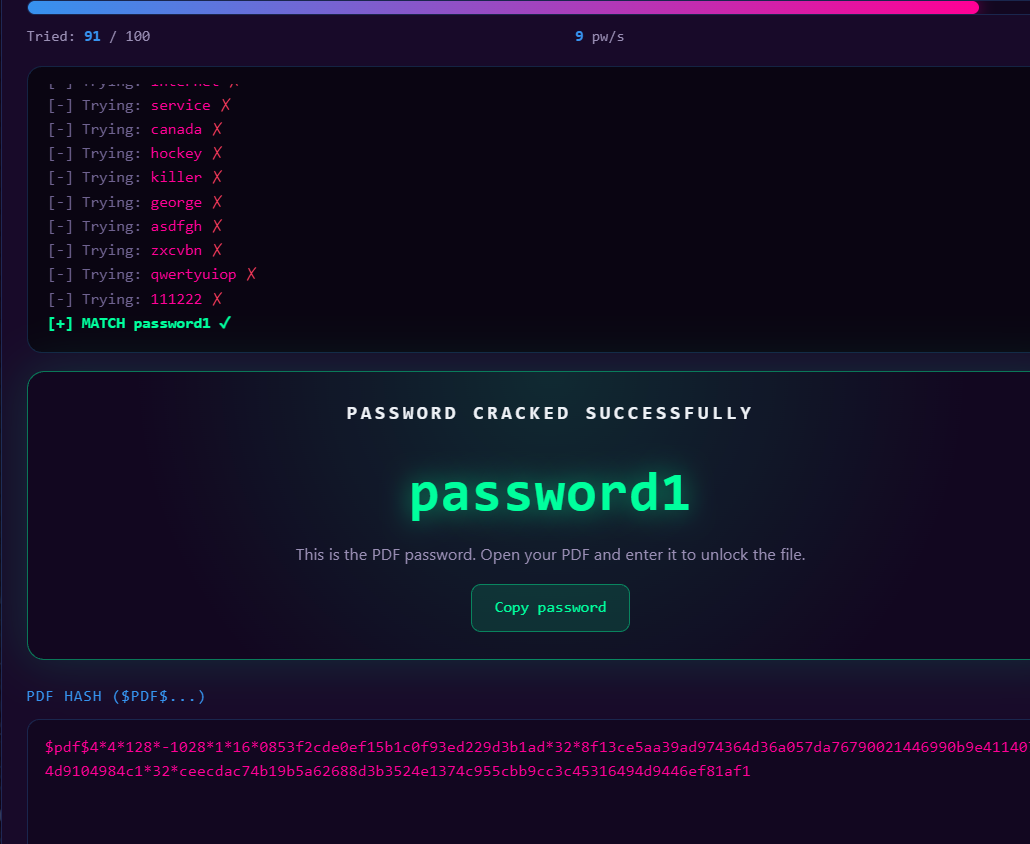 Tried: 91 / 100
9 pw/s
[-] Trying: internet ✗
[-] Trying: service ✗
[-] Trying: canada ✗
[-] Trying: hockey ✗
[-] Trying: killer ✗
[-] Trying: george ✗
[-] Trying: asdfgh ✗
[-] Trying: zxcvbn ✗
[-] Trying: qwertyuiop ✗
[-] Trying: 111222 ✗
[+] MATCH password1 ✓
PASSWORD CRACKED SUCCESSFULLY
password1
This is the PDF password. Open your PDF and enter it to unlock the file.
Copy password
PDF HASH ($PDF$...)
$pdf$4*4*128*-1028*1*16*0853f2cde0ef15b1c0f93ed229d3b1ad*32*8f13ce5aa39ad974364d36a057da76790021446990b9e41140
4d9104984c1*32*ceecdac74b19b5a62688d3b3524e1374c955cbb9cc3c45316494d9446ef81af1